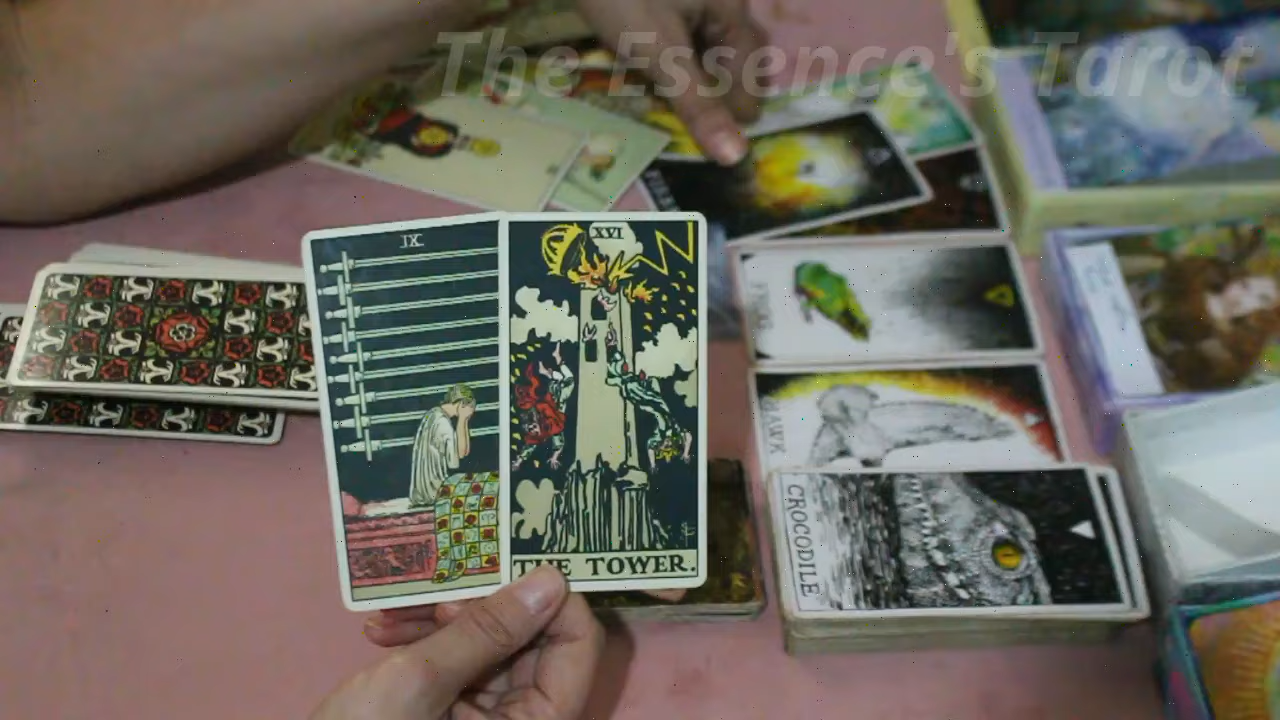 The Essence's Tarot
IX
XVI
THE TOWER.
HAWK
CROCODILE